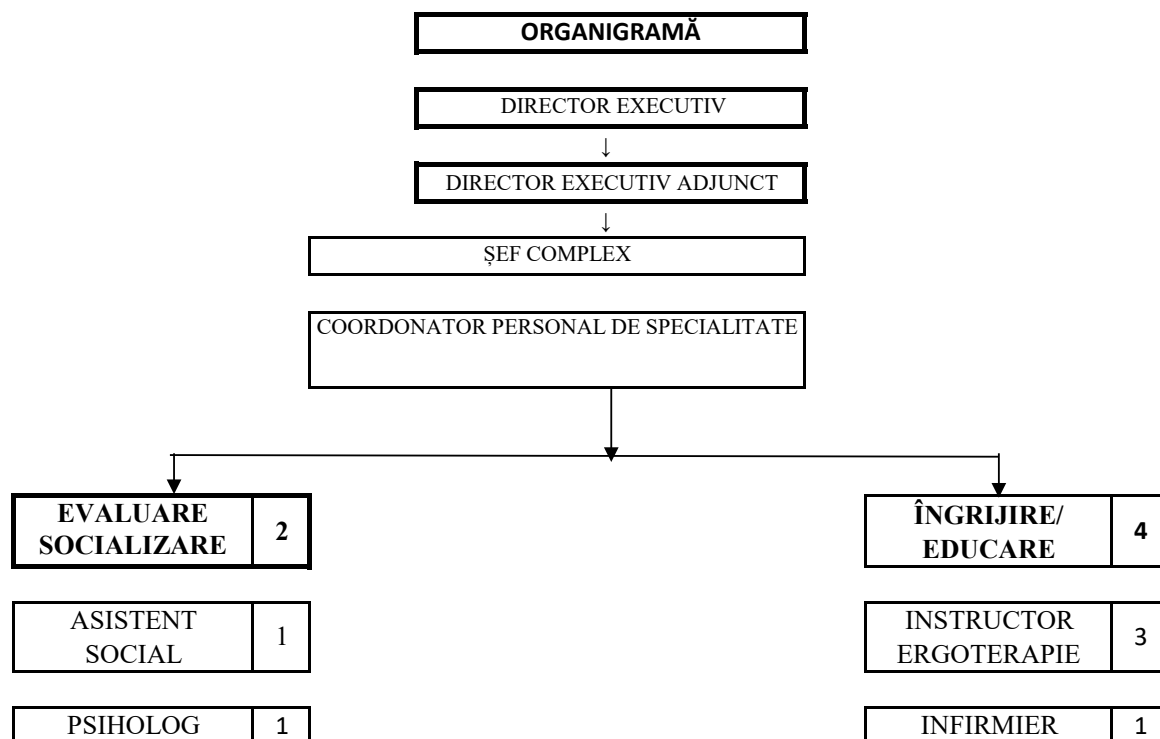 ORGANIGRAMĂ
DIRECTOR EXECUTIV
↓
DIRECTOR EXECUTIV ADJUNCT
↓
ȘEF COMPLEX
COORDONATOR PERSONAL DE SPECIALITATE
EVALUARE
SOCIALIZARE
2
ÎNGRIJIRE/
EDUCARE
4
ASISTENT
SOCIAL
1
INSTRUCTOR
ERGOTERAPIE
3
PSIHOLOG
1
INFIRMIER
1